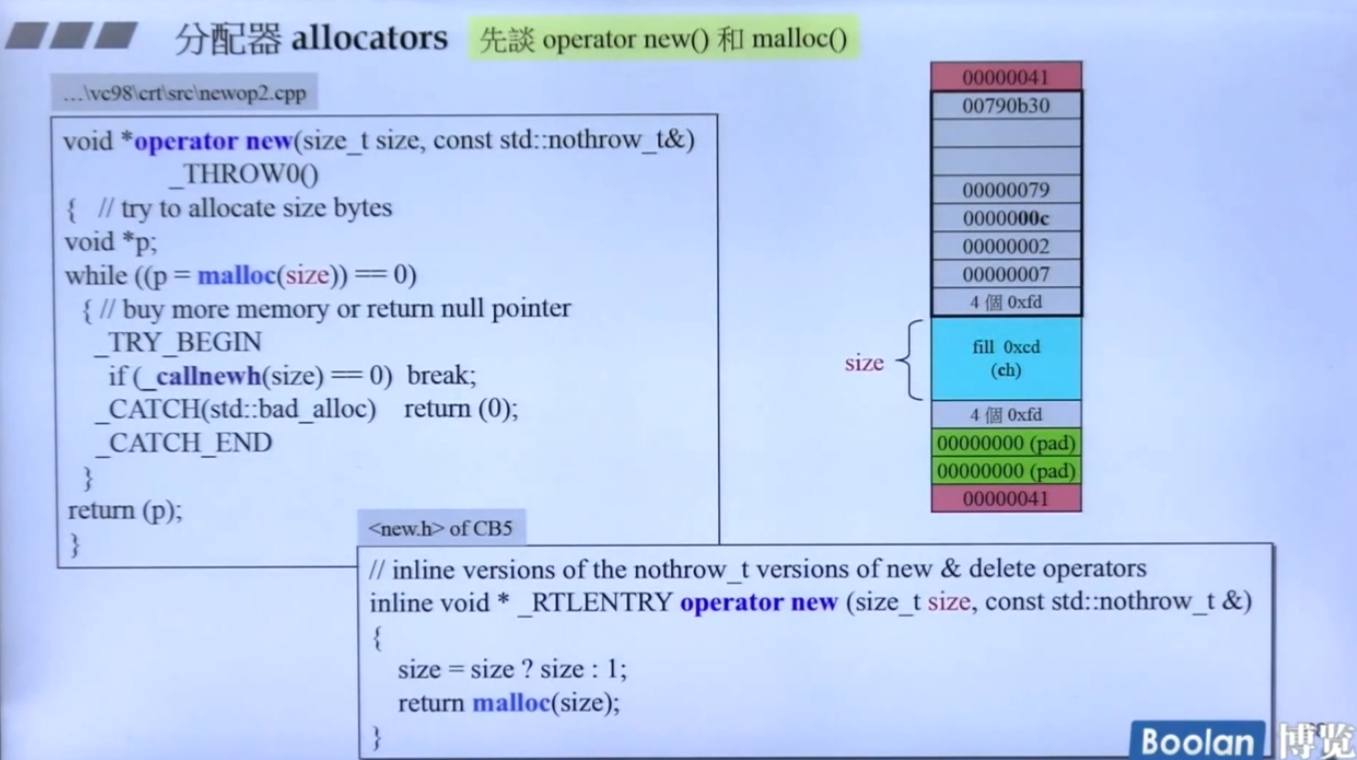 分配器 allocators
先談 operator new() 和 malloc()
...\vc98\crt\src\newop2.cpp
void *operator new(size_t size, const std::nothrow_t&)
_THROW0()
{ // try to allocate size bytes
void *p;
while ((p = malloc(size)) == 0)
{ // buy more memory or return null pointer
_TRY_BEGIN
if (_callnewh(size) == 0) break;
_CATCH(std::bad_alloc) return (0);
_CATCH_END
}
return (p);
}
<new.h> of CB5
// inline versions of the nothrow_t versions of new & delete operators
inline void * _RTLENTRY operator new (size_t size, const std::nothrow_t &)
{
size = size ? size : 1;
return malloc(size);
}
00000041
00790b30
00000079
0000000c
00000002
00000007
4 個 0xfd
size
fill 0xcd
(ch)
4 個 0xfd
00000000 (pad)
00000000 (pad)
00000041
Boolan 博览